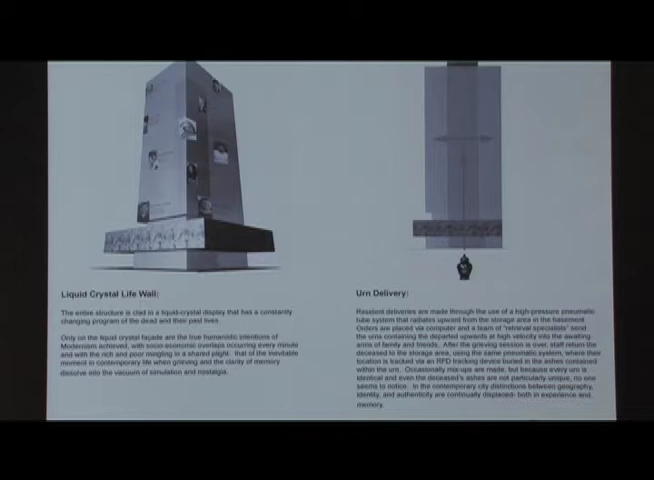 Liquid Crystal Life Wall:
The entire structure is clad in a liquid-crystal display that has a constantly
changing program of the dead and their past lives.
Only on the liquid crystal façade are the true humanistic intentions of
Modernism achieved, with socio-economic overlaps occurring every minute
and with the rich and poor mingling in a shared plight: that of the inevitable
moment in contemporary life when grieving and the clarity of memory
dissolve into the vacuum of simulation and nostalgia.
Urn Delivery:
Resident deliveries are made through the use of a high-pressure pneumatic
tube system that radiates upward from the storage area in the basement.
Orders are placed via computer and a team of "retrieval specialists" send
the urns containing the departed upwards at high velocity into the awaiting
arms of family and friends. After the grieving session is over, staff return the
deceased to the storage area, using the same pneumatic system, where their
location is tracked via an RFD tracking device buried in the ashes contained
within the urn. Occasionally mix-ups are made, but because every urn is
identical and even the deceased's ashes are not particularly unique, no one
seems to notice. In the contemporary city distinctions between geography,
identity, and authenticity are continually displaced- both in experience and
memory.